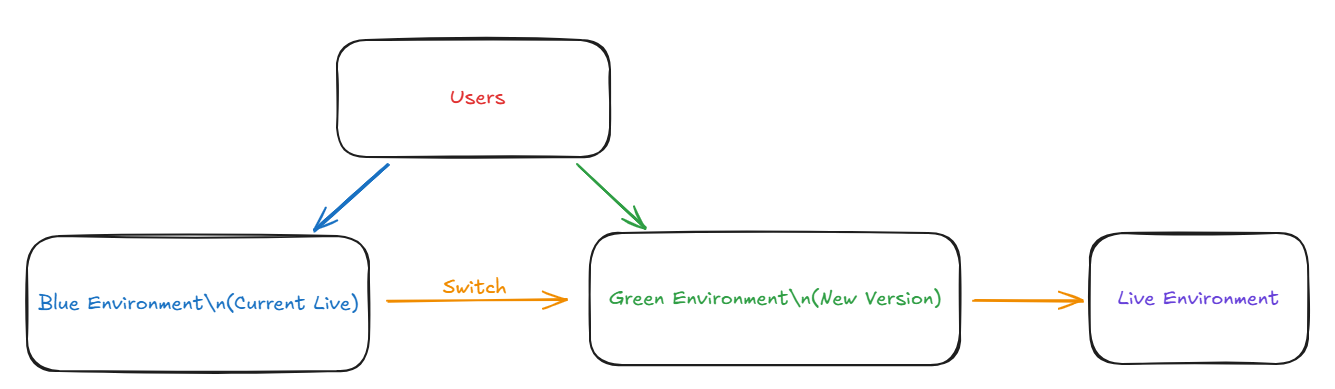 Users
Switch
Blue Environment\n(Current Live)
Green Environment\n(New Version)
Live Environment